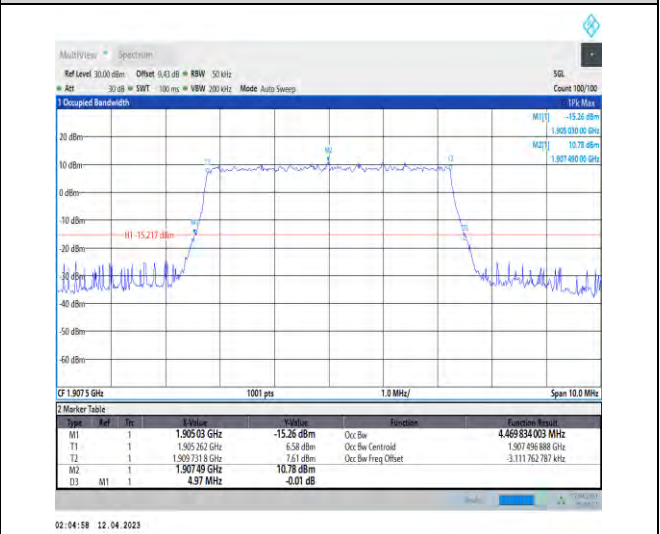 MultiView Spectrum
Ref Level 30.00 dBm Offset 9.43 dB RBW 50 kHz SGL
Att 30 dB SWT 100 ms VBW 200 kHz Mode Auto Sweep Count 100/100
1 Occupied Bandwidth 1Pk Max
M1[1] -15.26 dBm
1.905 030 00 GHz
M2[1] 10.78 dBm
1.907 490 00 GHz
20 dBm
M2
T1 T2
10 dBm
0 dBm
-10 dBm
M1 D3
H1 -15.217 dBm
-20 dBm
-30 dBm
-40 dBm
-50 dBm
-60 dBm
CF 1.907 5 GHz 1001 pts 1.0 MHz/ Span 10.0 MHz
2 Marker Table
Type Ref Trc X-Value Y-Value Function Function Result
M1 1 1.905 03 GHz -15.26 dBm Occ Bw 4.469 834 003 MHz
T1 1 1.905 262 GHz 6.58 dBm Occ Bw Centroid 1.907 496 888 GHz
T2 1 1.909 731 8 GHz 7.61 dBm Occ Bw Freq Offset -3.111 762 787 kHz
M2 1 1.907 49 GHz 10.78 dBm
D3 M1 1 4.97 MHz -0.01 dB
02:04:58 12.04.2023